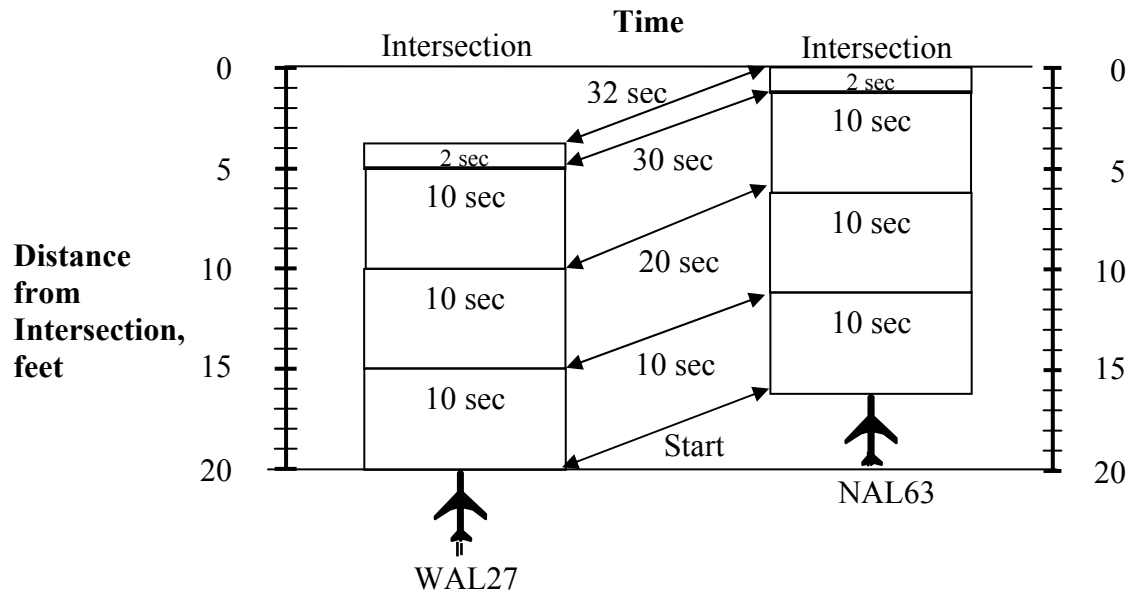 Time
Intersection
Intersection
0
5
10
15
20
Distance
from
Intersection,
feet
2 sec
10 sec
10 sec
10 sec
WAL27
32 sec
30 sec
20 sec
10 sec
Start
2 sec
10 sec
10 sec
10 sec
NAL63
0
5
10
15
20